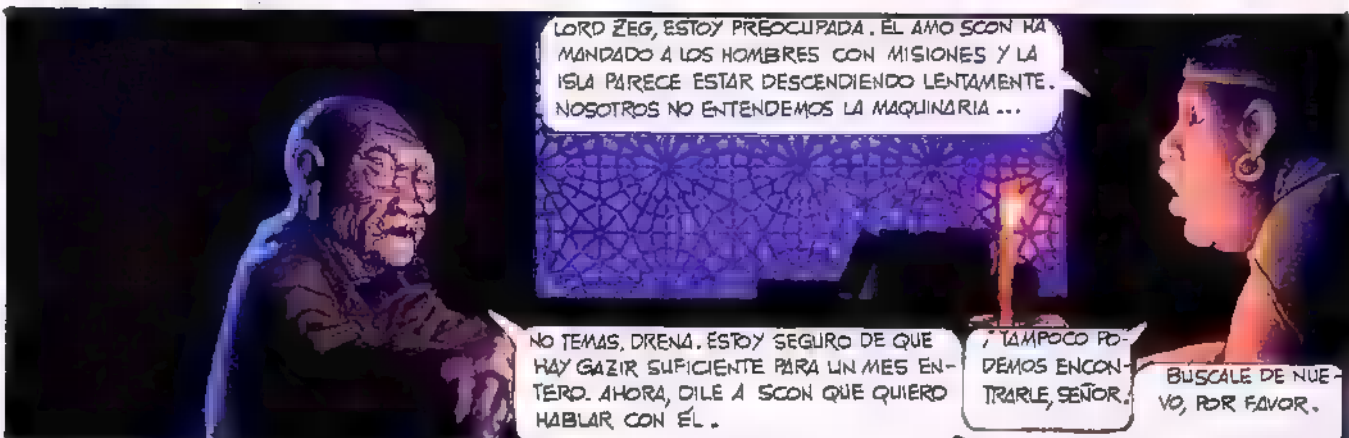 LORD ZEG, ESTOY PREOCUPADA. EL AMO SCON HA
MANDADO A LOS HOMBRES CON MISIONES Y LA
ISLA PARECE ESTAR DESCENDIENDO LENTAMENTE.
NOSOTROS NO ENTENDEMOS LA MAQUINARIA ...
NO TEMAS, DRENA. ESTOY SEGURO DE QUE
HAY GAZIR SUFICIENTE PARA UN MES EN-
TERO. AHORA, DILE A SCON QUE QUIERO
HABLAR CON ÉL.
¡TAMPOCO PO-
DEMOS ENCON-
TRARLE, SEÑOR.
BUSCALE DE NUE-
VO, POR FAVOR.